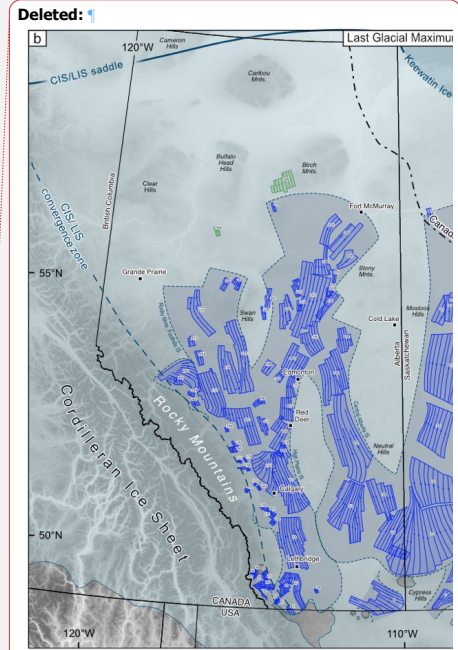 Deleted: ¶
b
Last Glacial Maximu
120°W
Cameron
Hills
CIS/LIS saddle
Keewatin Ice
Caribou
Mnts.
Buffalo
Head
Hills
Birch
Mnts.
Clear
Hills
British Columbia
Fort McMurray
CIS/LIS
convergence zone
55°N
Grande Prairie
Stony
Mnts.
Swan
Hills
Cold Lake
Mostoos
Hills
Alberta
Saskatchewan
Edmonton
Rocky Mountains
Red
Deer
Neutral
Hills
Cordilleran Ice Sheet
Calgary
50°N
Lethbridge
Cypress
Hills
CANADA
USA
120°W
110°W